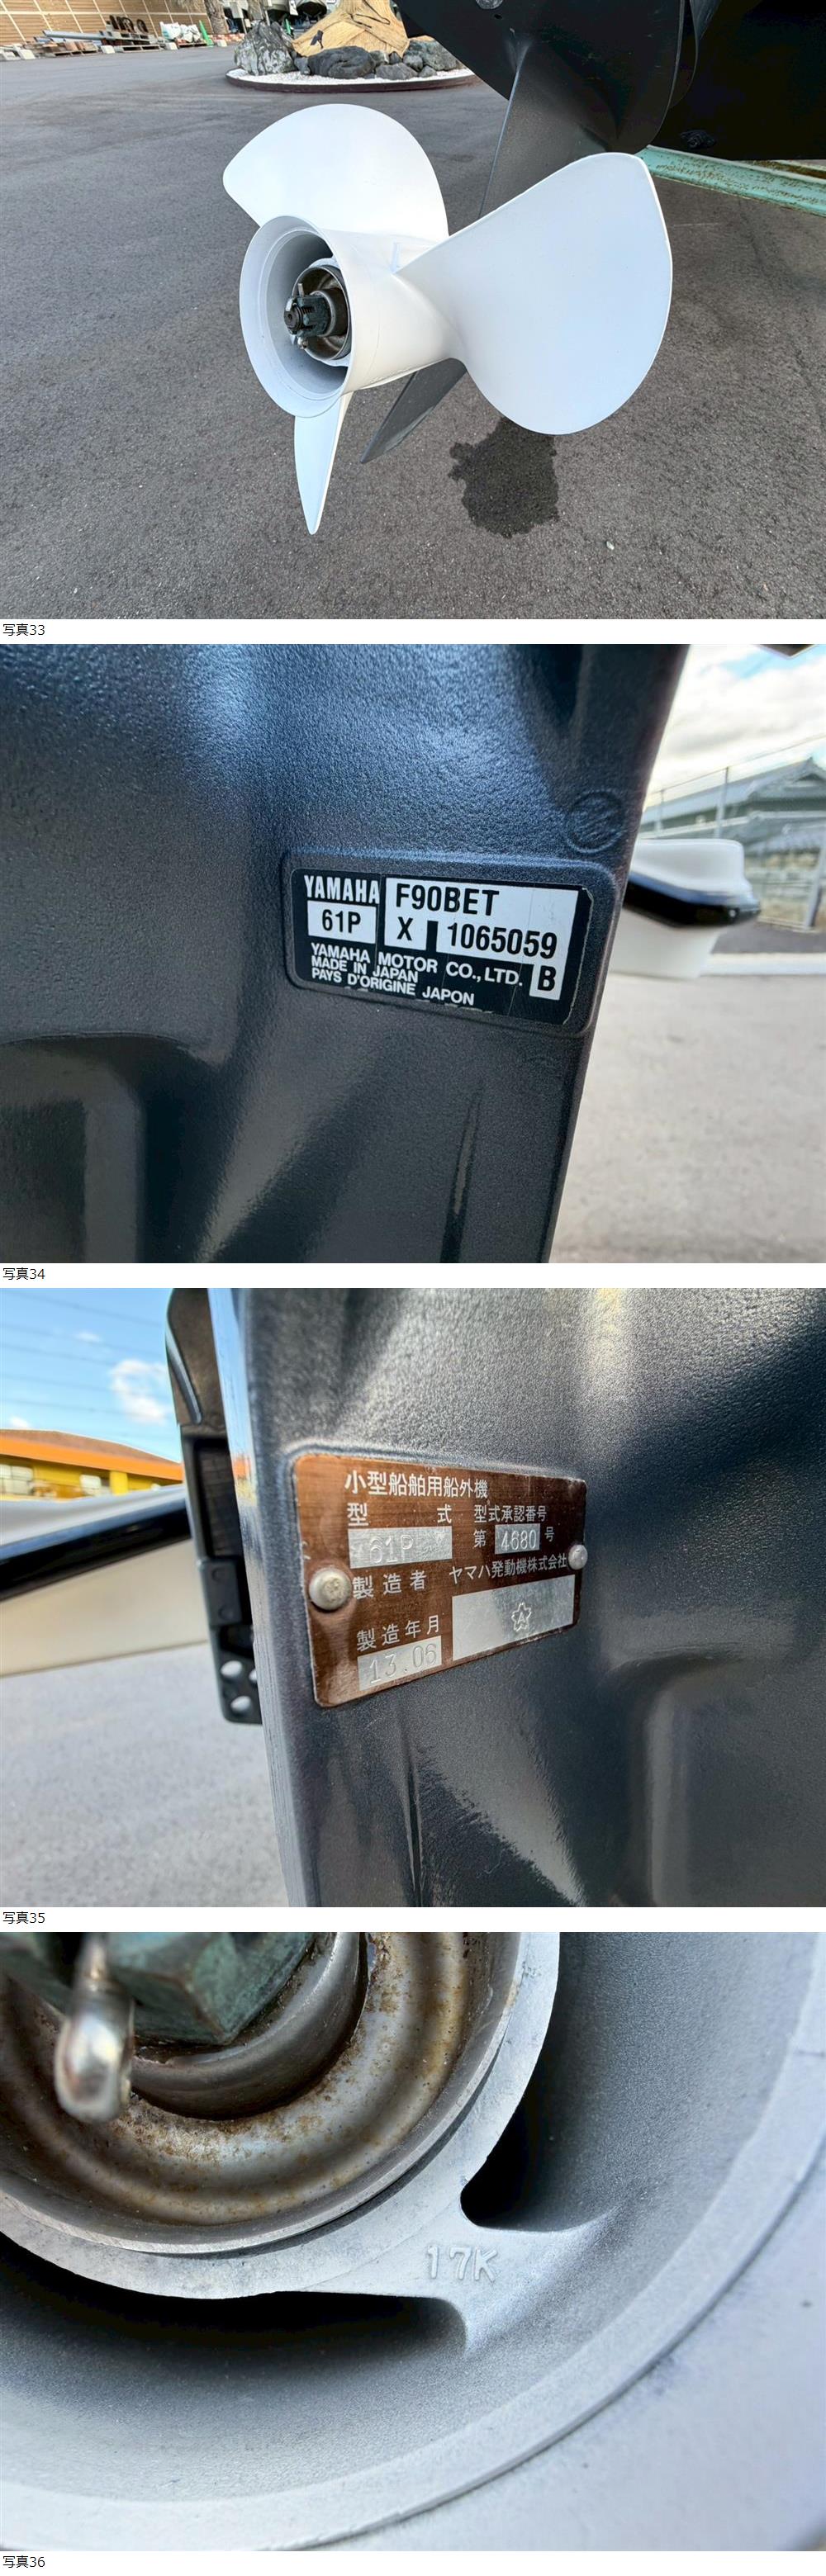 写真33
YAMAHA F90BET
61P X 1065059
YAMAHA MOTOR CO., LTD. B
MADE IN JAPAN
PAYS D'ORIGINE JAPON
写真34
小型船舶用船外機
型式 型式承認番号
61P 第 4680 号
製造者 ヤマハ発動機株式会社
製造年月
13.06
A
写真35
17K
写真36